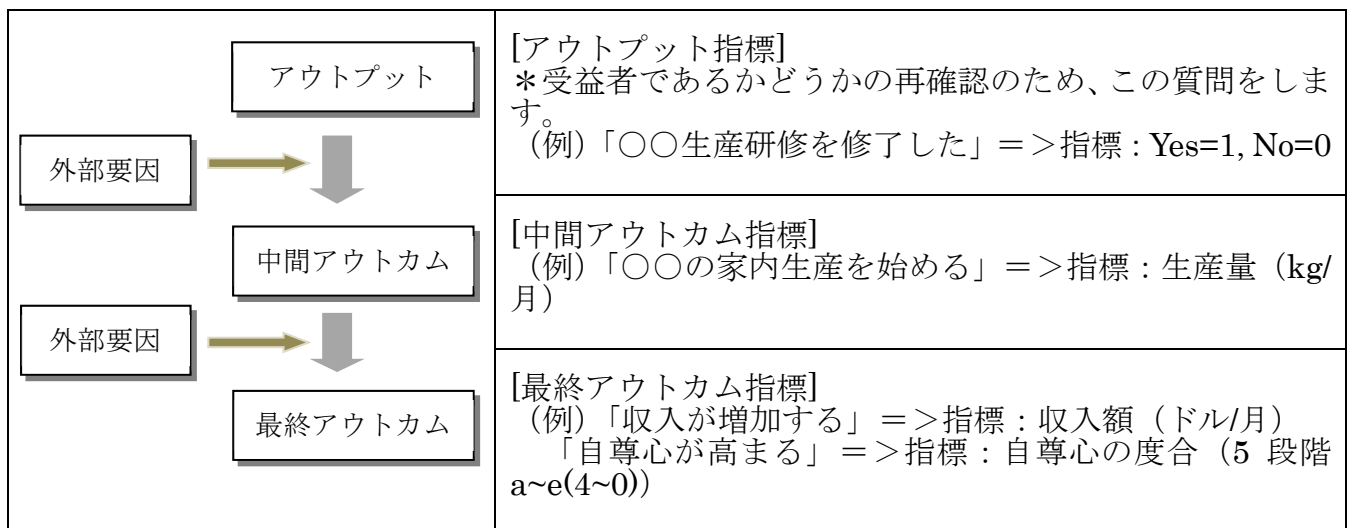 アウトプット
外部要因
中間アウトカム
外部要因
最終アウトカム
[アウトプット指標]
＊受益者であるかどうかの再確認のため、この質問をしま
す。
（例）「○○生産研修を修了した」＝＞指標：Yes=1, No=0
[中間アウトカム指標]
（例）「○○の家内生産を始める」＝＞指標：生産量（kg/
月）
[最終アウトカム指標]
（例）「収入が増加する」＝＞指標：収入額（ドル/月）
「自尊心が高まる」＝＞指標：自尊心の度合（5 段階
a~e(4~0)）